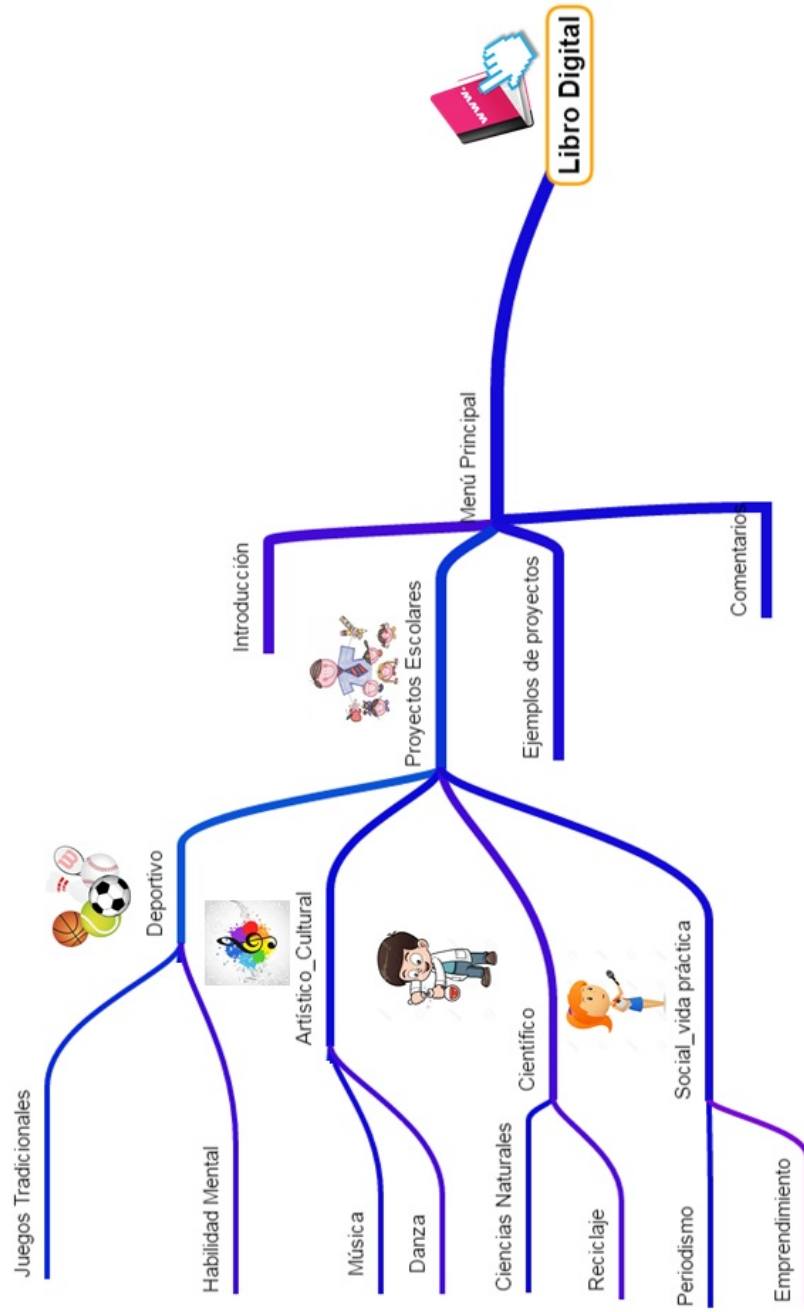 Libro Digital
www.
Menú Principal
Introducción
Proyectos Escolares
Deportivo
Juegos Tradicionales
Habilidad Mental
Artístico_Cultural
Música
Danza
Científico
Ciencias Naturales
Reciclaje
Social_vida práctica
Periodismo
Emprendimiento
Ejemplos de proyectos
Comentarios